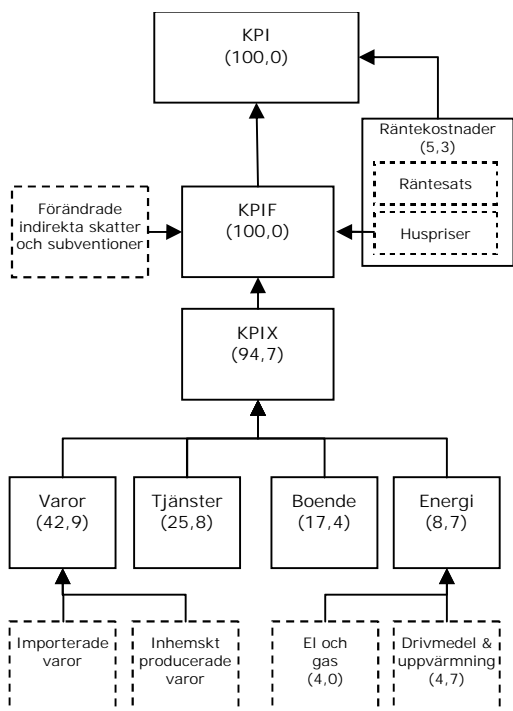 KPI
(100,0)
Räntekostnader
(5,3)
Räntesats
Huspriser
Förändrade
indirekta skatter
och subventioner
KPIF
(100,0)
KPIX
(94,7)
Varor
(42,9)
Tjänster
(25,8)
Boende
(17,4)
Energi
(8,7)
Importerade
varor
Inhemskt
producerade
varor
El och
gas
(4,0)
Drivmedel &
uppvärmning
(4,7)